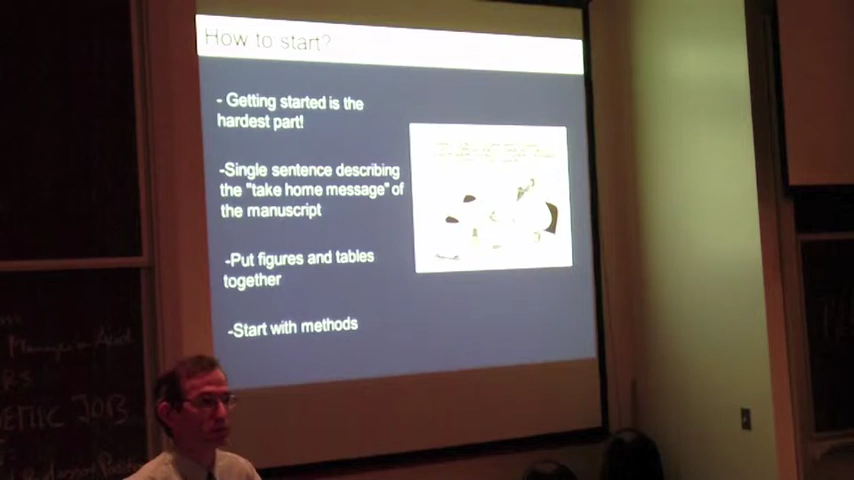 How to start?
- Getting started is the
hardest part!
-Single sentence describing
the "take home message" of
the manuscript
-Put figures and tables
together
-Start with methods
JOB